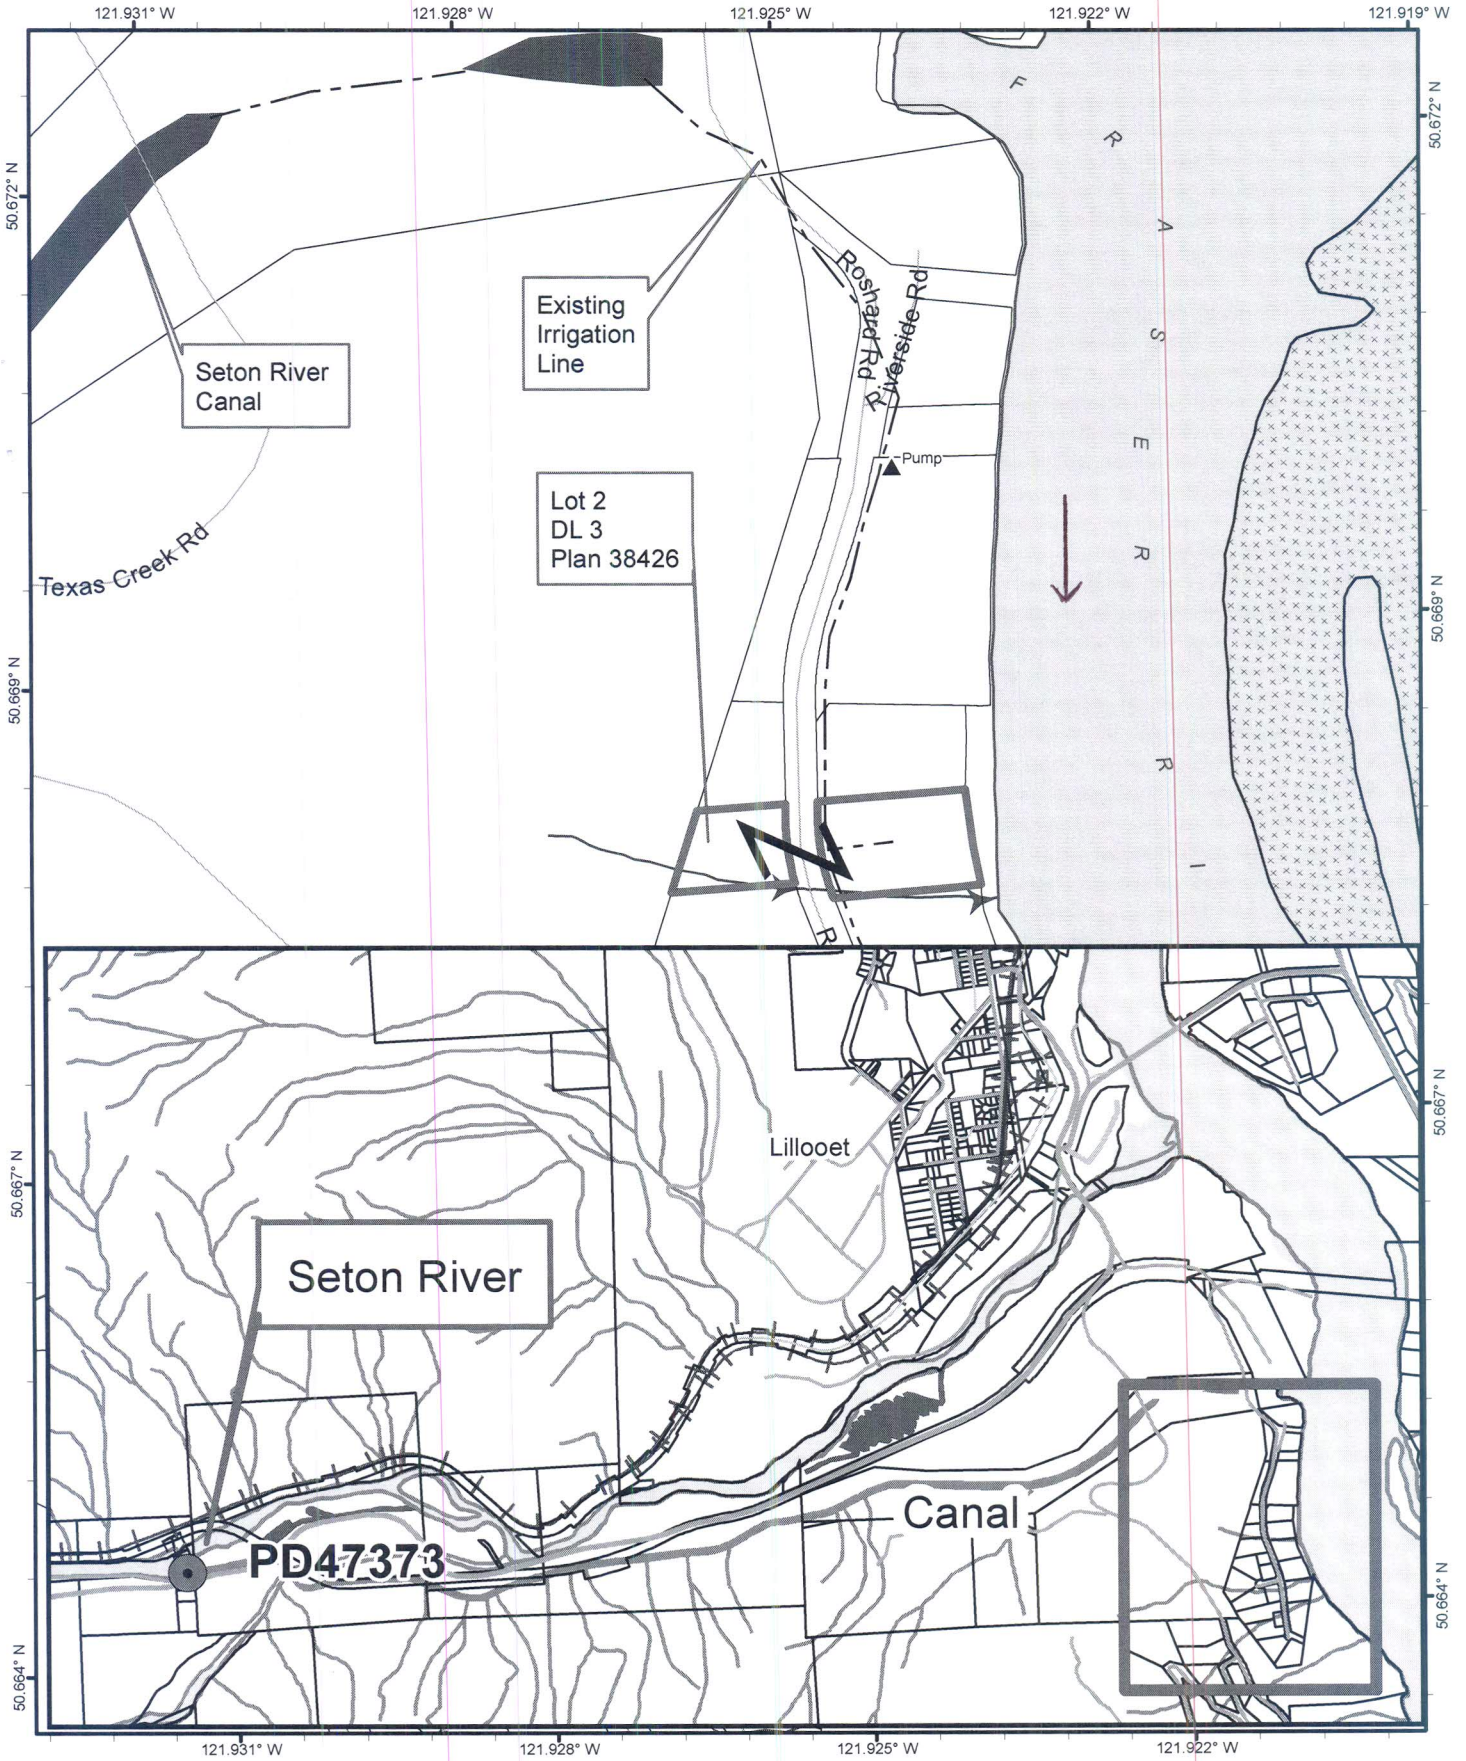 121.931° W
121.928° W
121.925° W
121.922° W
121.919° W
50.672° N
50.672° N
F
R
A
S
E
R
R
I
Existing
Irrigation
Line
Roshard Rd
Riverside Rd
Seton River
Canal
Pump
Lot 2
DL 3
Plan 38426
Texas Creek Rd
50.669° N
50.669° N
R
Lillooet
50.667° N
50.667° N
Seton River
Canal
PD47373
50.664° N
50.664° N
121.931° W
121.928° W
121.925° W
121.922° W